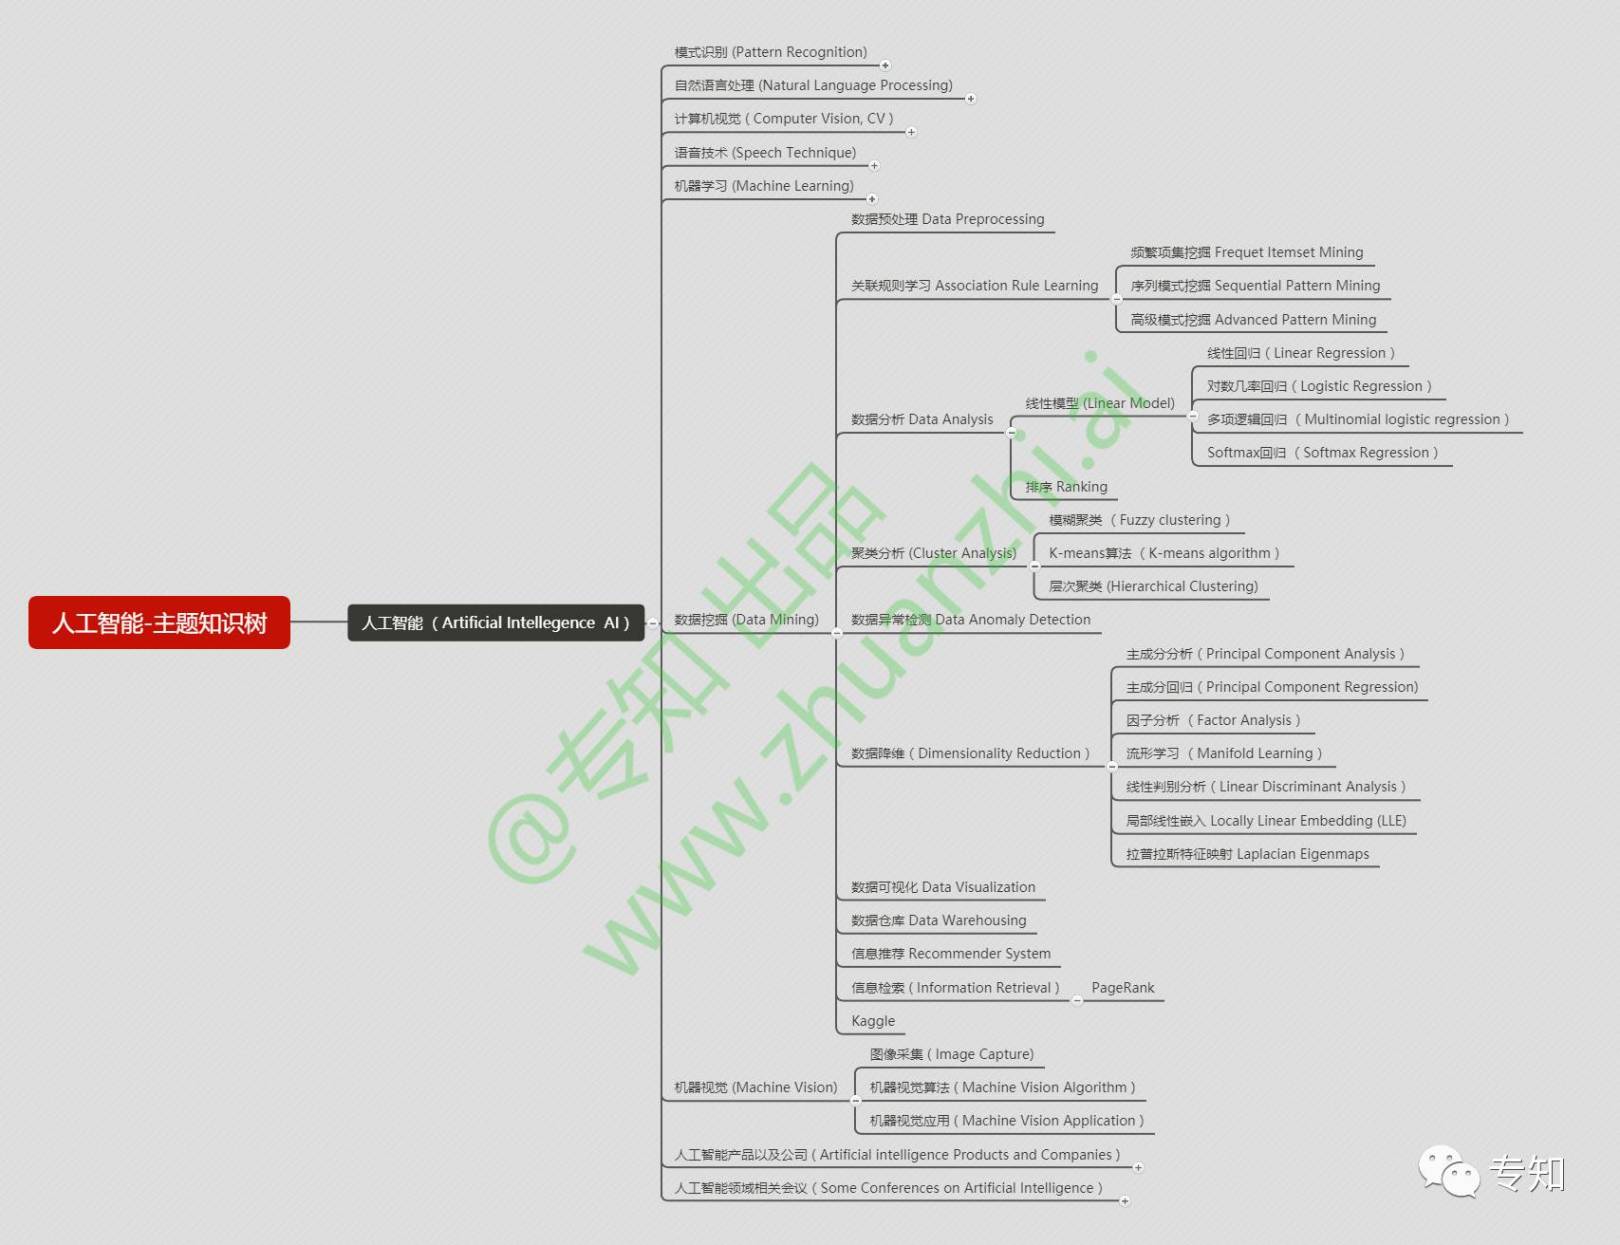 模式识别 (Pattern Recognition)
自然语言处理 (Natural Language Processing)
计算机视觉 ( Computer Vision, CV )
语音技术 (Speech Technique)
机器学习 (Machine Learning)
数据预处理 Data Preprocessing
频繁项集挖掘 Frequet Itemset Mining
关联规则学习 Association Rule Learning
序列模式挖掘 Sequential Pattern Mining
高级模式挖掘 Advanced Pattern Mining
线性回归 ( Linear Regression )
对数几率回归 ( Logistic Regression )
线性模型 (Linear Model)
数据分析 Data Analysis
多项逻辑回归 ( Multinomial logistic regression )
Softmax回归 ( Softmax Regression )
排序 Ranking
模糊聚类 ( Fuzzy clustering )
聚类分析 (Cluster Analysis)
K-means算法 ( K-means algorithm )
层次聚类 (Hierarchical Clustering)
人工智能-主题知识树
人工智能 ( Artificial Intellegence AI )
数据挖掘 (Data Mining)
数据异常检测 Data Anomaly Detection
主成分分析 ( Principal Component Analysis )
主成分回归 ( Principal Component Regression)
因子分析 ( Factor Analysis )
数据降维 ( Dimensionality Reduction )
流形学习 ( Manifold Learning )
线性判别分析 ( Linear Discriminant Analysis )
局部线性嵌入 Locally Linear Embedding (LLE)
拉普拉斯特征映射 Laplacian Eigenmaps
数据可视化 Data Visualization
数据仓库 Data Warehousing
信息推荐 Recommender System
信息检索 ( Information Retrieval )
PageRank
Kaggle
图像采集 ( Image Capture)
机器视觉 (Machine Vision)
机器视觉算法 ( Machine Vision Algorithm )
机器视觉应用 ( Machine Vision Application )
人工智能产品以及公司 ( Artificial intelligence Products and Companies )
人工智能领域相关会议 ( Some Conferences on Artificial Intelligence )
@专知 出品
www.zhuanzhi.ai
专知